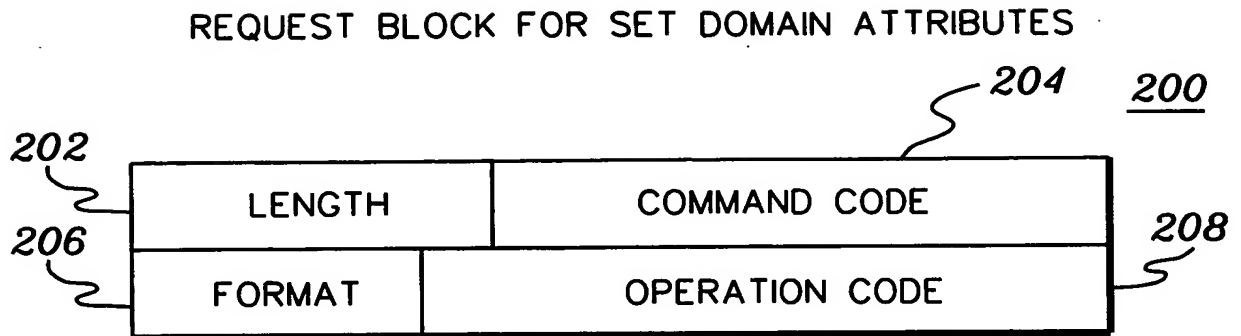 REQUEST BLOCK FOR SET DOMAIN ATTRIBUTES
204
200
202
LENGTH
COMMAND CODE
206
208
FORMAT
OPERATION CODE